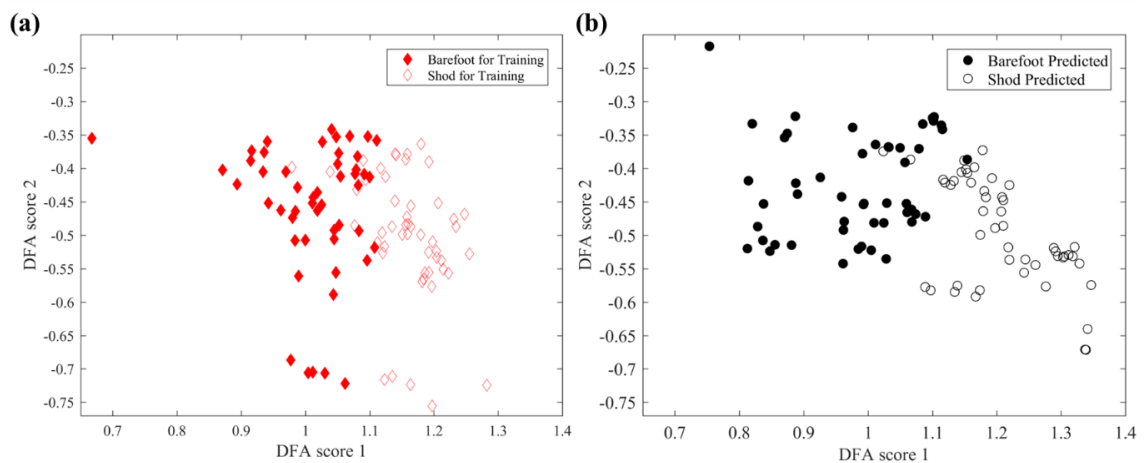 (a)
Barefoot for Training
Shod for Training
-0.25
-0.3
-0.35
-0.4
-0.45
-0.5
-0.55
-0.6
-0.65
-0.7
-0.75
DFA score 2
0.7 0.8 0.9 1 1.1 1.2 1.3 1.4
DFA score 1
(b)
Barefoot Predicted
Shod Predicted
-0.25
-0.3
-0.35
-0.4
-0.45
-0.5
-0.55
-0.6
-0.65
-0.7
-0.75
DFA score 2
0.7 0.8 0.9 1 1.1 1.2 1.3 1.4
DFA score 1